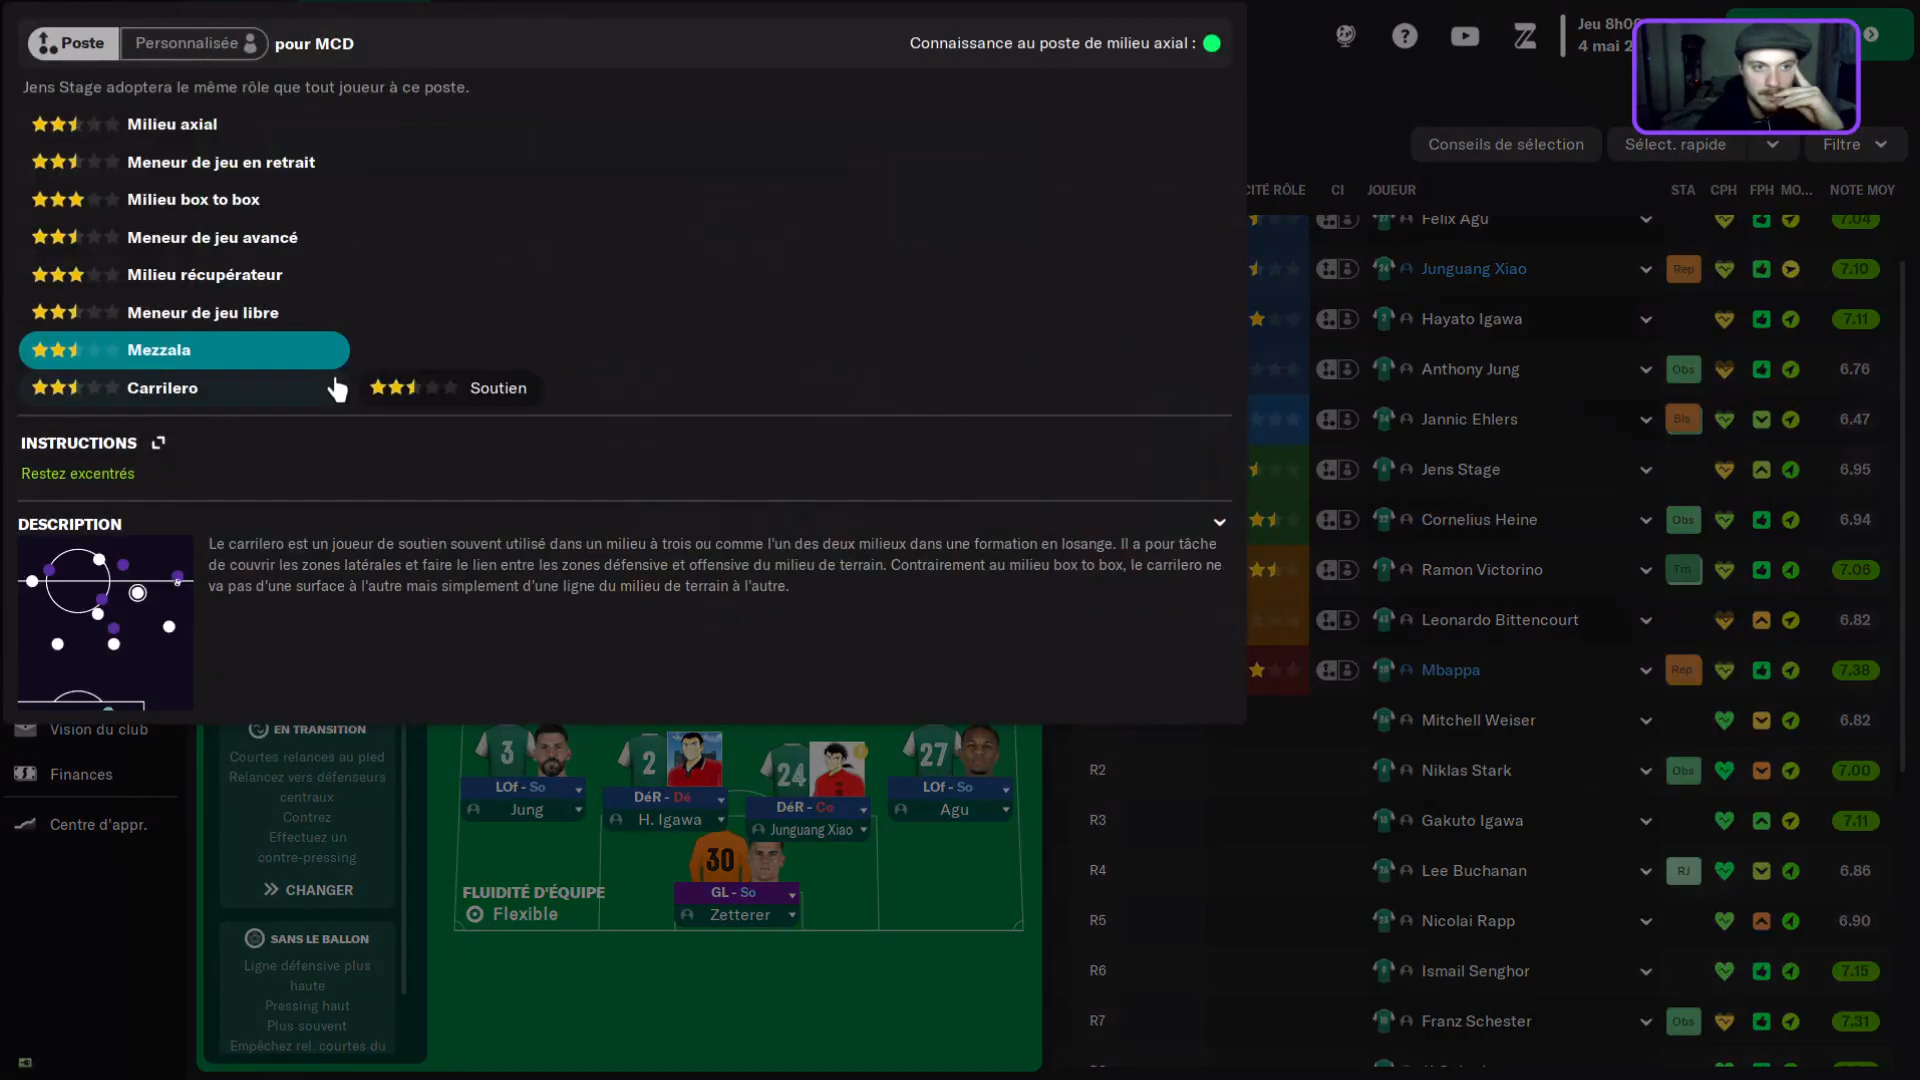 Poste
Personnalisée
pour MCD
Connaissance au poste de milieu axial :
Jens Stage adoptera le même rôle que tout joueur à ce poste.
Milieu axial
Meneur de jeu en retrait
Milieu box to box
Meneur de jeu avancé
Milieu récupérateur
Meneur de jeu libre
Mezzala
Carrilero
Soutien
INSTRUCTIONS
Restez excentrés
DESCRIPTION
Le carrilero est un joueur de soutien souvent utilisé dans un milieu à trois ou comme l'un des deux milieux dans une formation en losange. Il a pour tâche
de couvrir les zones latérales et faire le lien entre les zones défensive et offensive du milieu de terrain. Contrairement au milieu box to box, le carrilero ne
va pas d'une surface à l'autre mais simplement d'une ligne du milieu de terrain à l'autre.
Jeu 8h00
4 mai 2
Conseils de sélection
Sélect. rapide
Filtre
CITÉ RÔLE CI JOUEUR STA CPH FPH MO... NOTE MOY
27 Felix Agu 7.04
24 Junguang Xiao Rep 7.10
2 Hayato Igawa 7.11
3 Anthony Jung Obs 6.76
Jannic Ehlers Bls 6.47
6 Jens Stage 6.95
22 Cornelius Heine Obs 6.94
7 Ramon Victorino Tm 7.06
Leonardo Bittencourt 6.82
Mbappa Rep 7.38
Mitchell Weiser 6.82
R2 4 Niklas Stark Obs 7.00
R3 Gakuto Igawa 7.11
R4 26 Lee Buchanan RJ 6.86
R5 Nicolai Rapp 6.90
R6 Ismail Senghor 7.15
R7 Franz Schester Obs 7.31
Vision du club
Finances
Centre d'appr.
EN TRANSITION
Courtes relances au pied
Relancez vers défenseurs
centraux
Contrez
Effectuez un
contre-pressing
CHANGER
SANS LE BALLON
Ligne défensive plus
haute
Pressing haut
Plus souvent
Empêchez rel. courtes du
3
LOf - So
Jung
2
DéR - Dé
H. Igawa
24
DéR - Co
Junguang Xiao
27
LOf - So
Agu
30
GL - So
Zetterer
FLUIDITÉ D'ÉQUIPE
Flexible